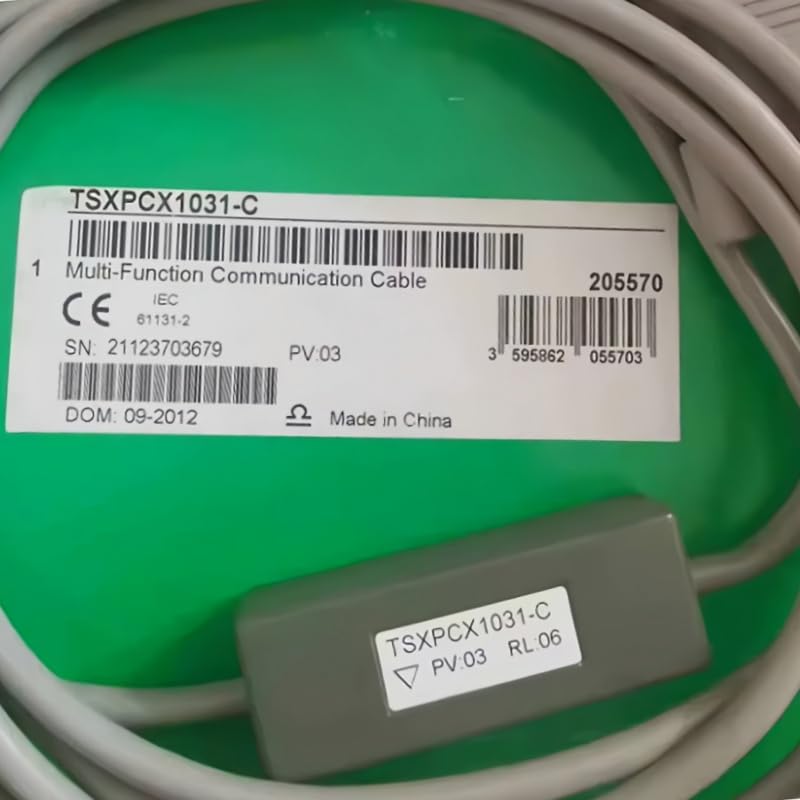 TSXPCX1031-C
1 Multi-Function Communication Cable
205570
CE IEC
61131-2
3 595862 055703
SN: 21123703679 PV:03
DOM: 09-2012 Made in China
TSXPCX1031-C
PV:03 RL:06